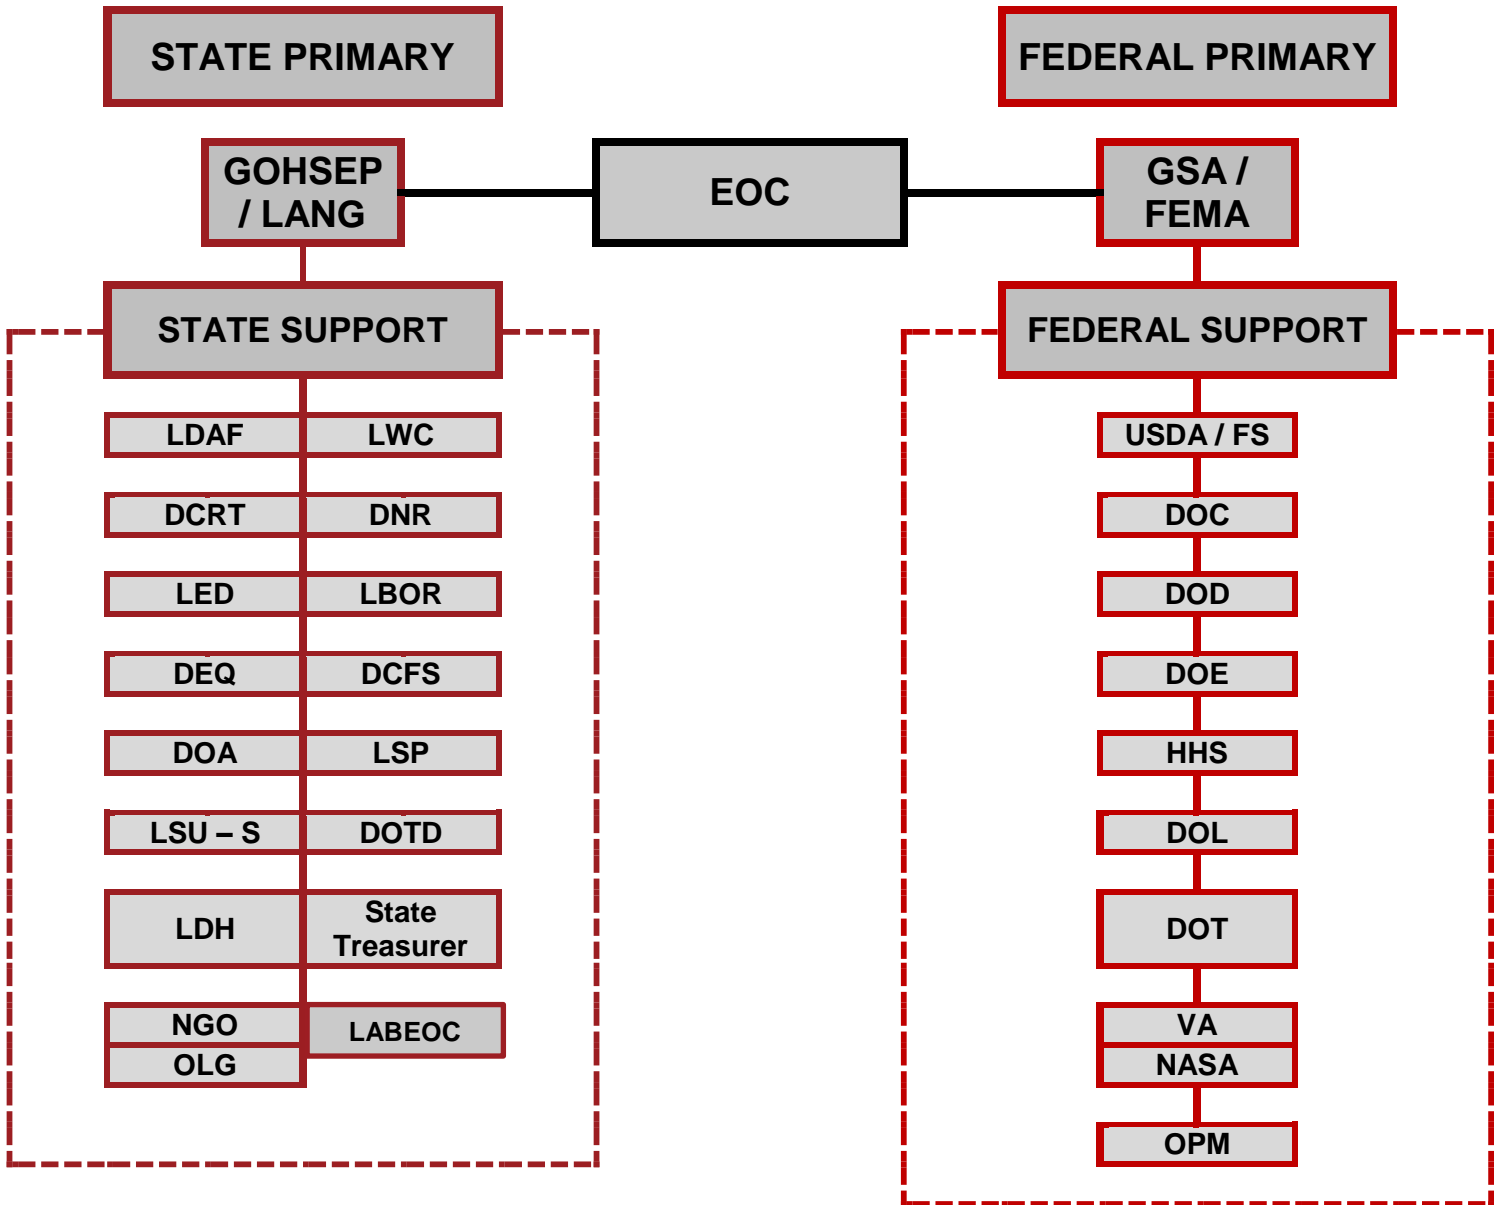 STATE PRIMARY
FEDERAL PRIMARY
GOHSEP
/ LANG
EOC
GSA /
FEMA
STATE SUPPORT
FEDERAL SUPPORT
LDAF
LWC
USDA / FS
DCRT
DNR
DOC
LED
LBOR
DOD
DEQ
DCFS
DOE
DOA
LSP
HHS
LSU – S
DOTD
DOL
LDH
State
Treasurer
DOT
NGO
LABEOC
VA
OLG
NASA
OPM